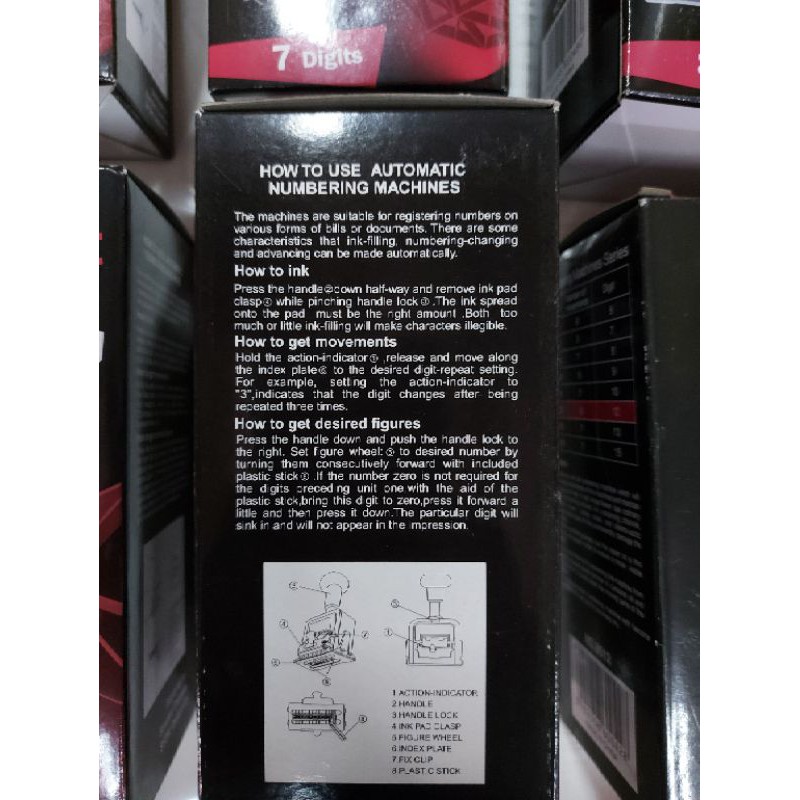 7 Digits
HOW TO USE AUTOMATIC
NUMBERING MACHINES
The machines are suitable for registering numbers on
various forms of bills or documents. There are some
characteristics that ink-filling, numbering-changing
and advancing can be made automatically.
How to ink
Press the handle②down half-way and remove ink pad
clasp④ while pinching handle lock③.The ink spread
onto the pad must be the right amount .Both too
much or little ink-filling will make characters illegible.
How to get movements
Hold the action-indicator① ,release and move along
the index plate⑥ to the desired digit-repeat setting.
For example, setting the action-indicator to
"3",indicates that the digit changes after being
repeated three times.
How to get desired figures
Press the handle down and push the handle lock to
the right. Set figure wheel⑤ to desired number by
turning them consecutively forward with included
plastic stick⑧ .If the number zero is not required for
the digits preceding unit one with the aid of the
plastic stick,bring this digit to zero,press it forward a
little and then press it down.The particular digit will
sink in and will not appear in the impression.
1 ACTION-INDICATOR
2 HANDLE
3 HANDLE LOCK
4 INK PAD CLASP
5 FIGURE WHEEL
6 INDEX PLATE
7 FIX CLIP
8 PLASTIC STICK
Series